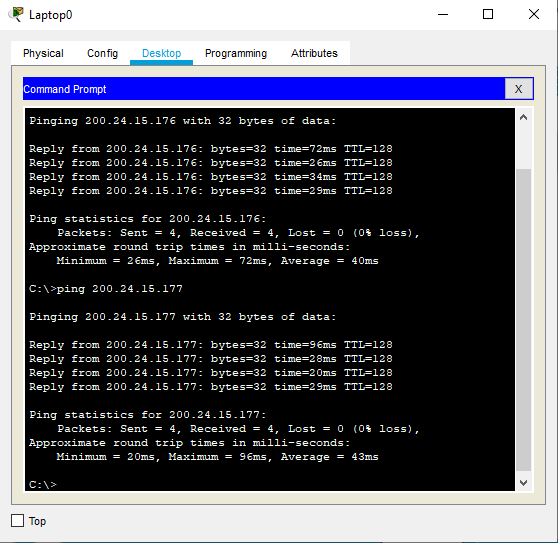 Laptop0
Physical Config Desktop Programming Attributes
Command Prompt
X
Pinging 200.24.15.176 with 32 bytes of data:
Reply from 200.24.15.176: bytes=32 time=72ms TTL=128
Reply from 200.24.15.176: bytes=32 time=26ms TTL=128
Reply from 200.24.15.176: bytes=32 time=34ms TTL=128
Reply from 200.24.15.176: bytes=32 time=29ms TTL=128
Ping statistics for 200.24.15.176:
    Packets: Sent = 4, Received = 4, Lost = 0 (0% loss),
Approximate round trip times in milli-seconds:
    Minimum = 26ms, Maximum = 72ms, Average = 40ms
C:\>ping 200.24.15.177
Pinging 200.24.15.177 with 32 bytes of data:
Reply from 200.24.15.177: bytes=32 time=96ms TTL=128
Reply from 200.24.15.177: bytes=32 time=28ms TTL=128
Reply from 200.24.15.177: bytes=32 time=20ms TTL=128
Reply from 200.24.15.177: bytes=32 time=29ms TTL=128
Ping statistics for 200.24.15.177:
    Packets: Sent = 4, Received = 4, Lost = 0 (0% loss),
Approximate round trip times in milli-seconds:
    Minimum = 20ms, Maximum = 96ms, Average = 43ms
C:\>
Top